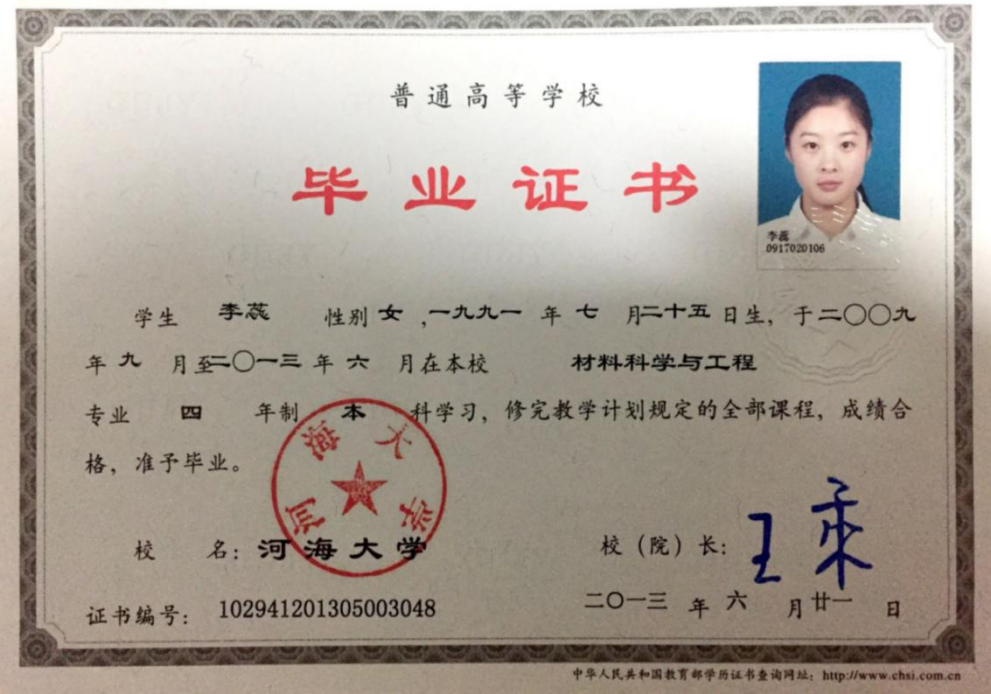 普通高等学校
毕业证书
李蕊
0917020106
学生 李蕊 性别 女 ,一九九一 年 七 月二十五日生，于二〇〇九
年 九 月至二〇一三 年 六 月在本校 材料科学与工程
专业 四 年制 本 科学习，修完教学计划规定的全部课程，成绩合
格，准予毕业。
河海大学
校 名：河海大学
校（院）长：王乘
证书编号：102941201305003048
二〇一三 年 六 月廿一 日
中华人民共和国教育部学历证书查询网址：http://www.chsi.com.cn